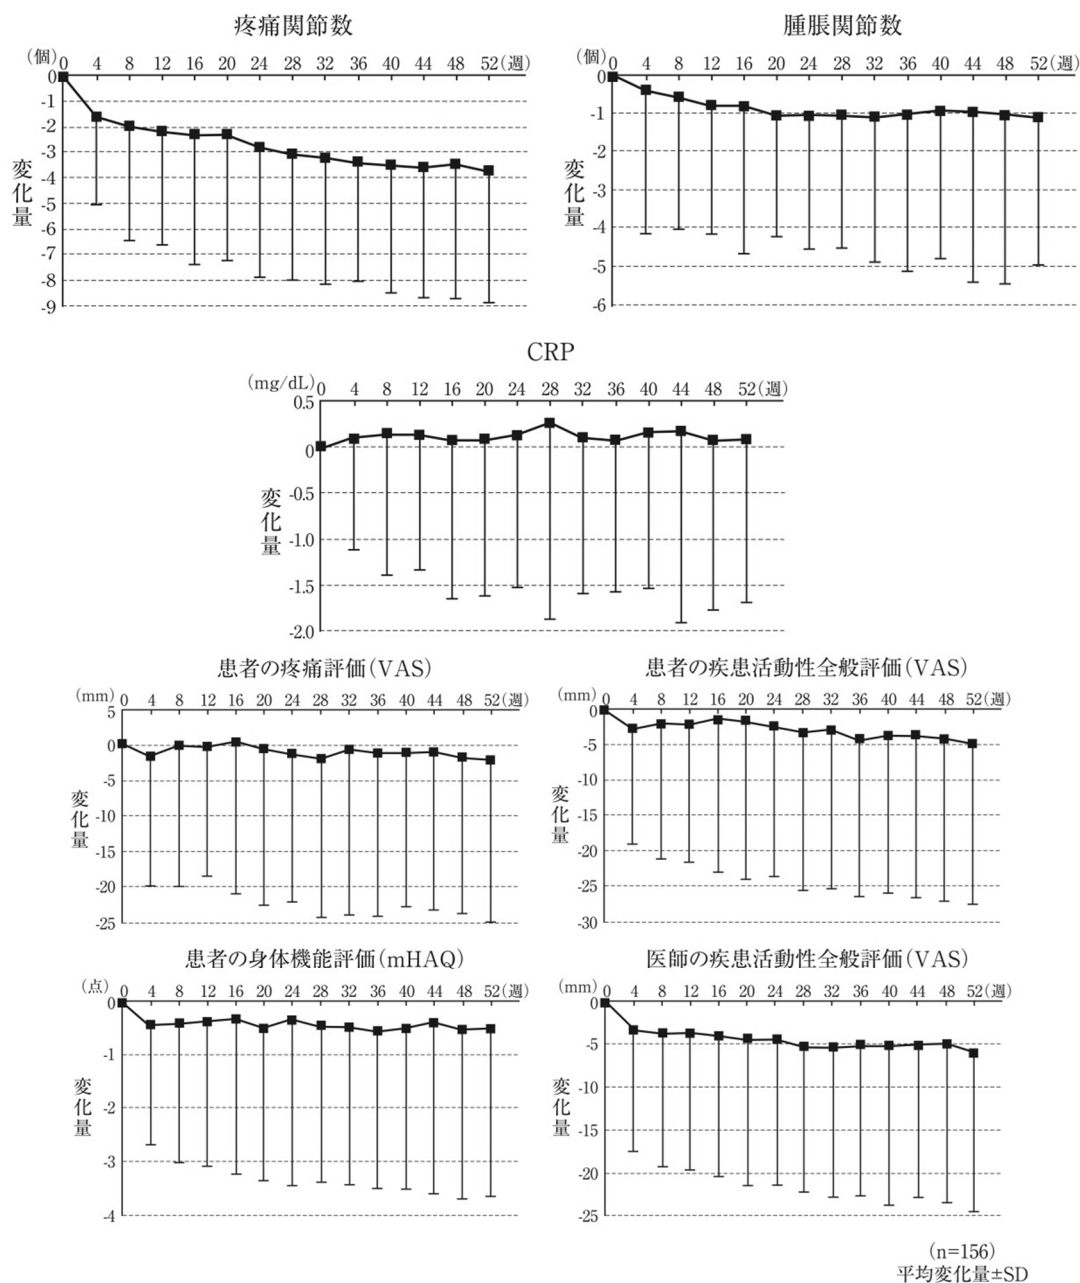 疼痛関節数
(個)
0 4 8 12 16 20 24 28 32 36 40 44 48 52(週)
0
-1
-2
-3
-4
-5
-6
-7
-8
-9
変化量
腫脹関節数
(個)
0 4 8 12 16 20 24 28 32 36 40 44 48 52(週)
0
-1
-2
-3
-4
-5
-6
変化量
CRP
(mg/dL)
0 4 8 12 16 20 24 28 32 36 40 44 48 52(週)
0.5
0
-0.5
-1.0
-1.5
-2.0
変化量
患者の疼痛評価(VAS)
(mm)
0 4 8 12 16 20 24 28 32 36 40 44 48 52(週)
5
0
-5
-10
-15
-20
-25
変化量
患者の疾患活動性全般評価(VAS)
(mm)
0 4 8 12 16 20 24 28 32 36 40 44 48 52(週)
0
-5
-10
-15
-20
-25
-30
変化量
患者の身体機能評価(mHAQ)
(点)
0 4 8 12 16 20 24 28 32 36 40 44 48 52(週)
0
-1
-2
-3
-4
変化量
医師の疾患活動性全般評価(VAS)
(mm)
0 4 8 12 16 20 24 28 32 36 40 44 48 52(週)
0
-5
-10
-15
-20
-25
変化量
(n=156)
平均変化量±SD